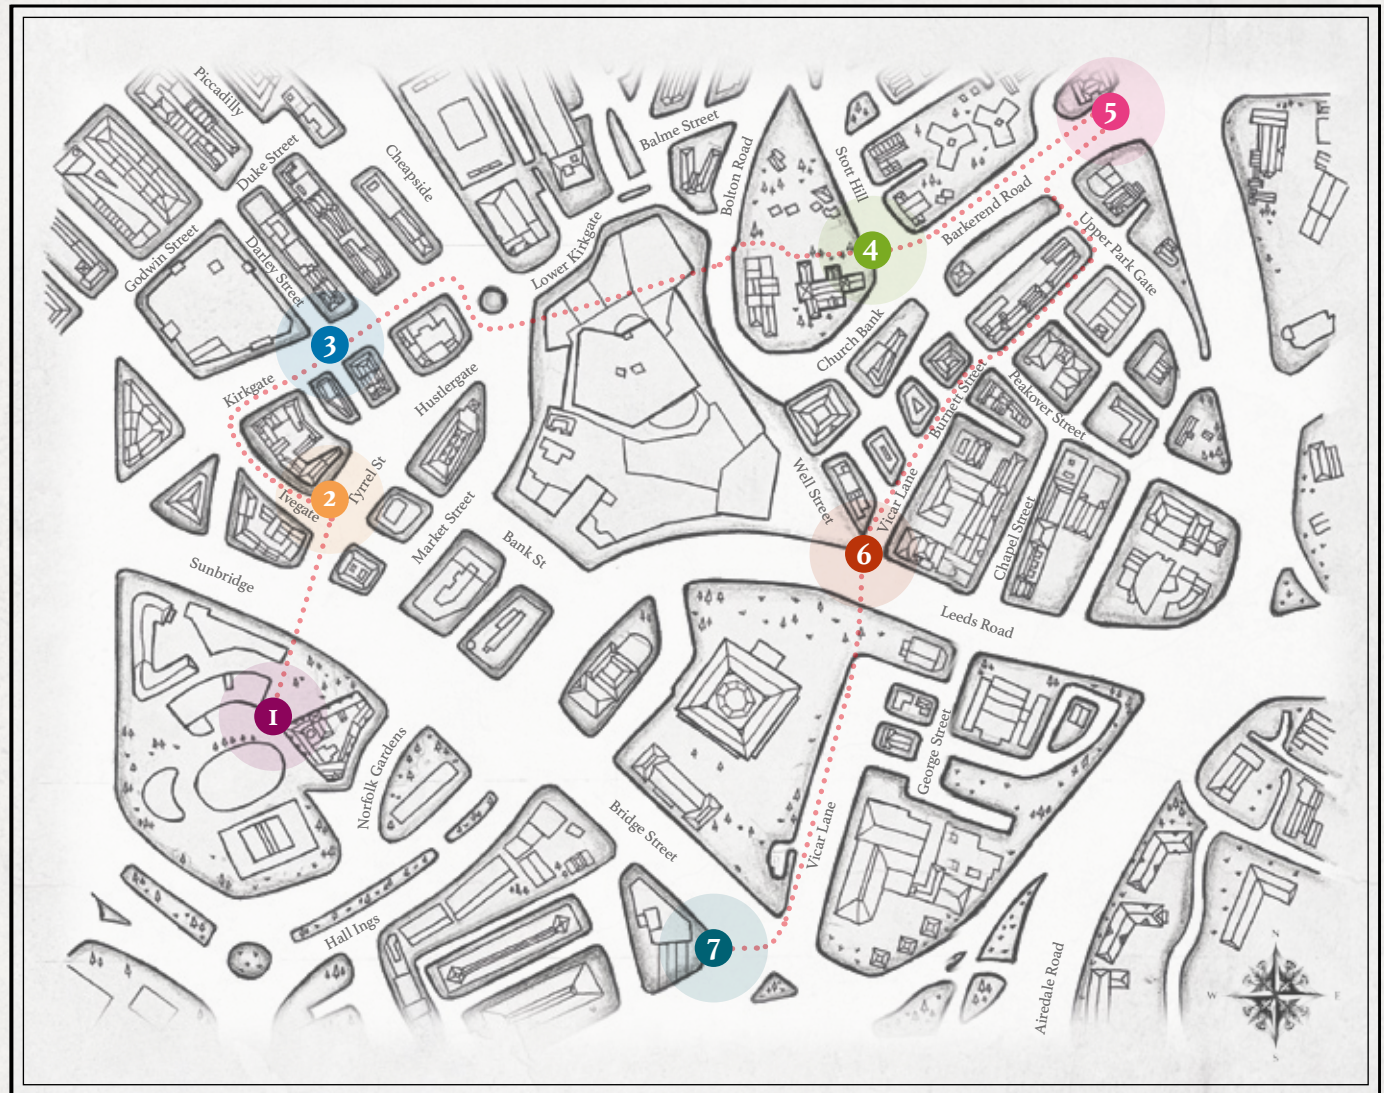 Piccadilly
Duke Street
Cheapside
Balme Street
Bolton Road
Stott Hill
5
Godwin Street
Darley Street
Lower Kirkgate
4
Barkerend Road
Upper Park Gate
3
Kirkgate
Hustlergate
Church Bank
Burnett Street
Peakover Street
2
Ivegate
Tyrrel St
Market Street
Bank St
Well Street
Vicar Lane
6
Chapel Street
Sunbridge
Leeds Road
1
Norfolk Gardens
George Street
Bridge Street
Vicar Lane
Hall Ings
7
Airedale Road
N
W
E
S